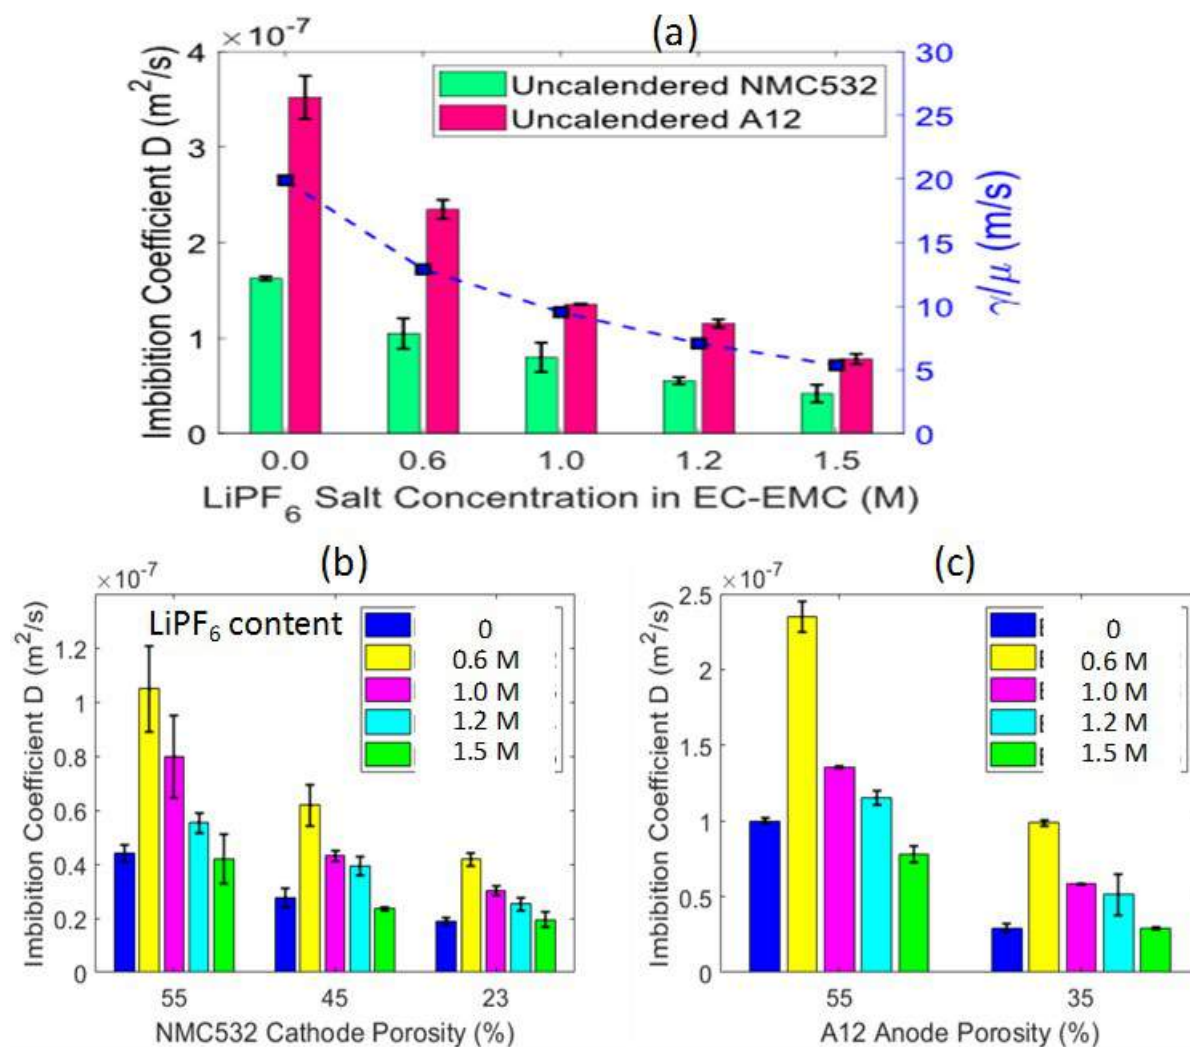 (a)
× 10⁻⁷
Uncalendered NMC532
Uncalendered A12
Imbibition Coefficient D (m²/s)
4
3
2
1
0
30
25
20
15
10
5
0
γ/μ (m/s)
0.0 0.6 1.0 1.2 1.5
LiPF₆ Salt Concentration in EC-EMC (M)
(b)
×10⁻⁷
LiPF₆ content
0
0.6 M
1.0 M
1.2 M
1.5 M
Imbibition Coefficient D (m²/s)
1.2
1
0.8
0.6
0.4
0.2
0
55 45 23
NMC532 Cathode Porosity (%)
(c)
×10⁻⁷
0
0.6 M
1.0 M
1.2 M
1.5 M
Imbibition Coefficient D (m²/s)
2.5
2
1.5
1
0.5
0
55 35
A12 Anode Porosity (%)